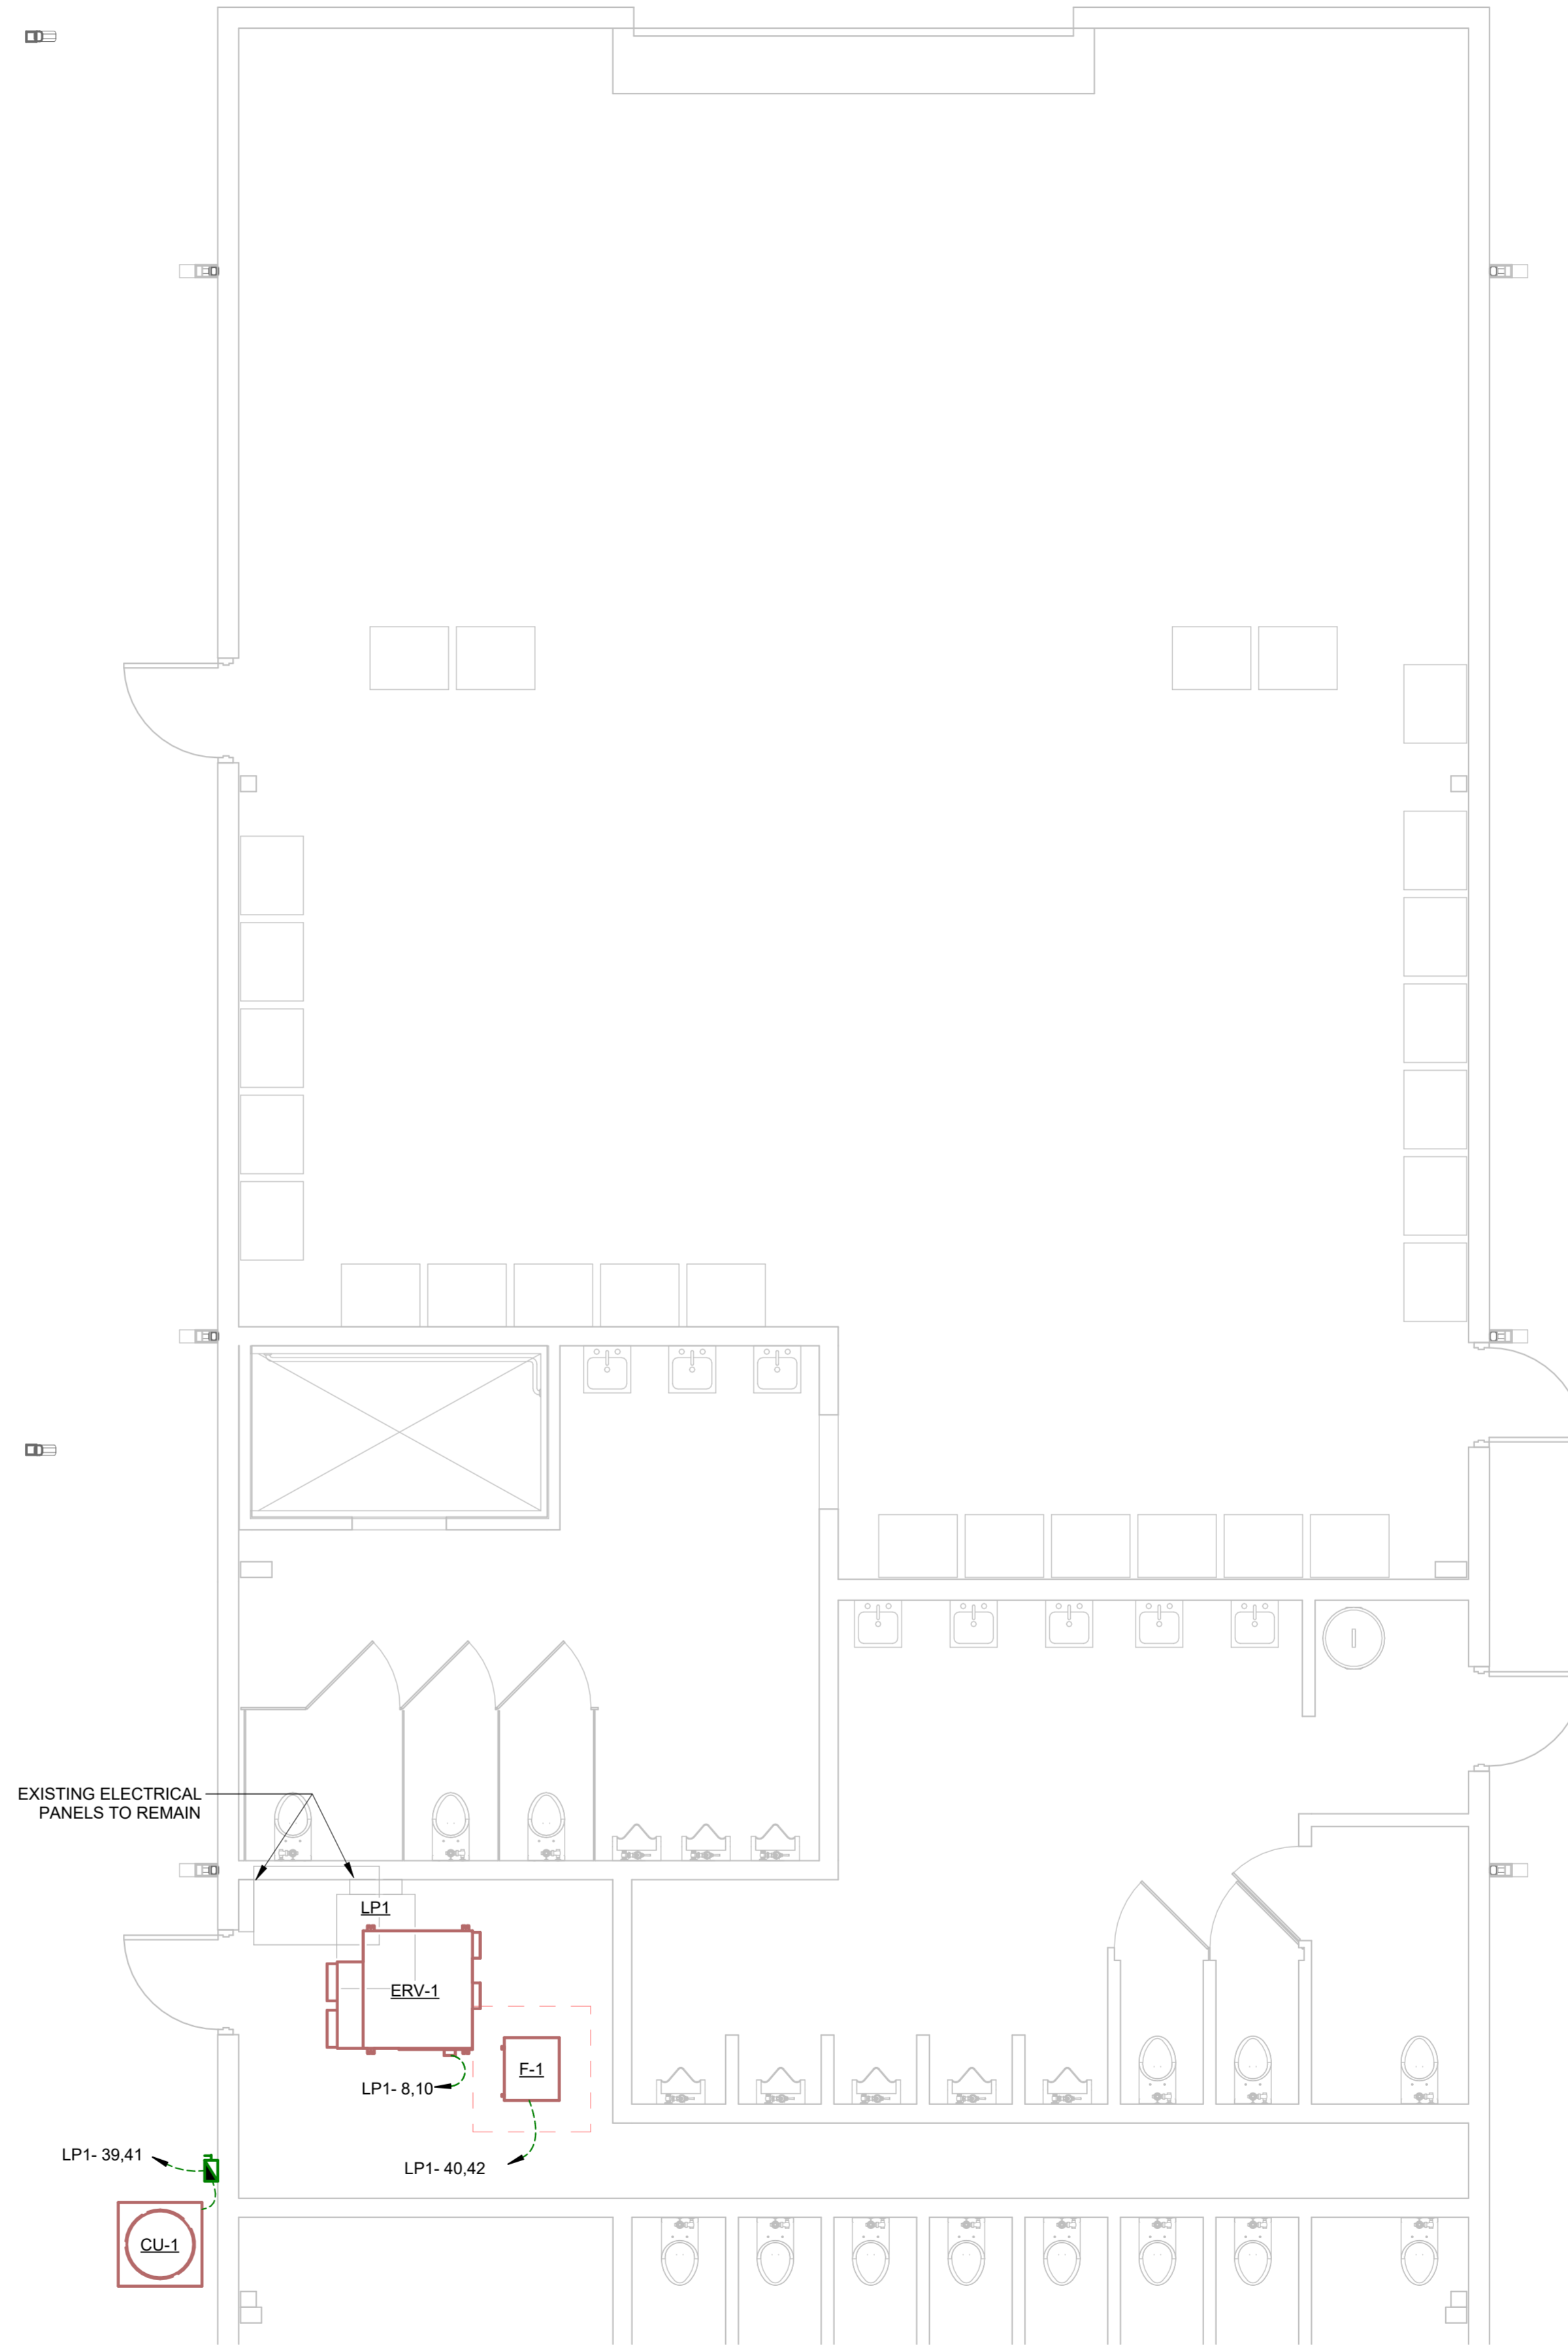 EXISTING ELECTRICAL
PANELS TO REMAIN
LP1
ERV-1
F-1
LP1- 8,10
LP1- 39,41
LP1- 40,42
CU-1